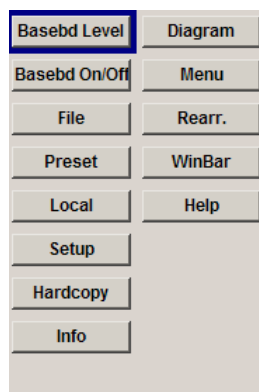 Basebd Level
Diagram
Basebd On/Off
Menu
File
Rearr.
Preset
WinBar
Local
Help
Setup
Hardcopy
Info